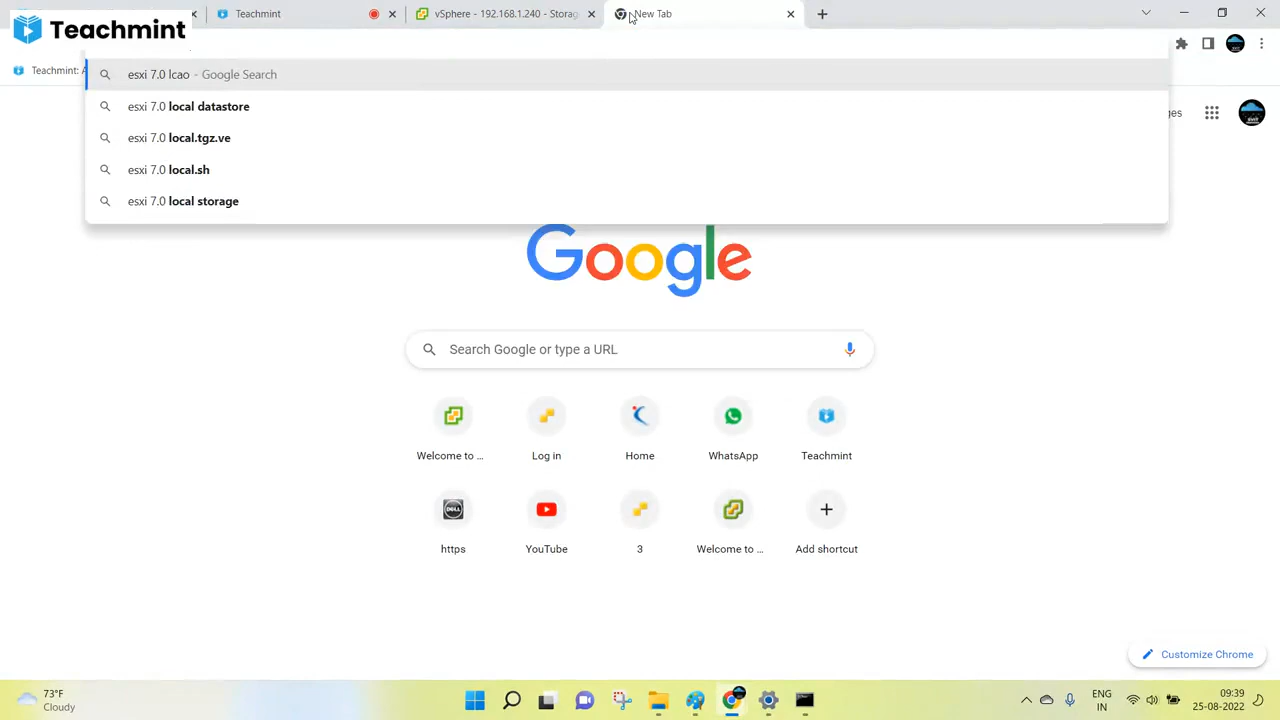 Teachmint
vSphere - 192.168.1.240 - Storag
New Tab
Teachmint
Teachmint: A
esxi 7.0 lcao - Google Search
esxi 7.0 local datastore
esxi 7.0 local.tgz.ve
esxi 7.0 local.sh
esxi 7.0 local storage
ges
Google
Search Google or type a URL
Welcome to ...
Log in
Home
WhatsApp
Teachmint
DELL
https
YouTube
3
Welcome to ...
Add shortcut
Customize Chrome
73°F
Cloudy
ENG
IN
09:39
25-08-2022